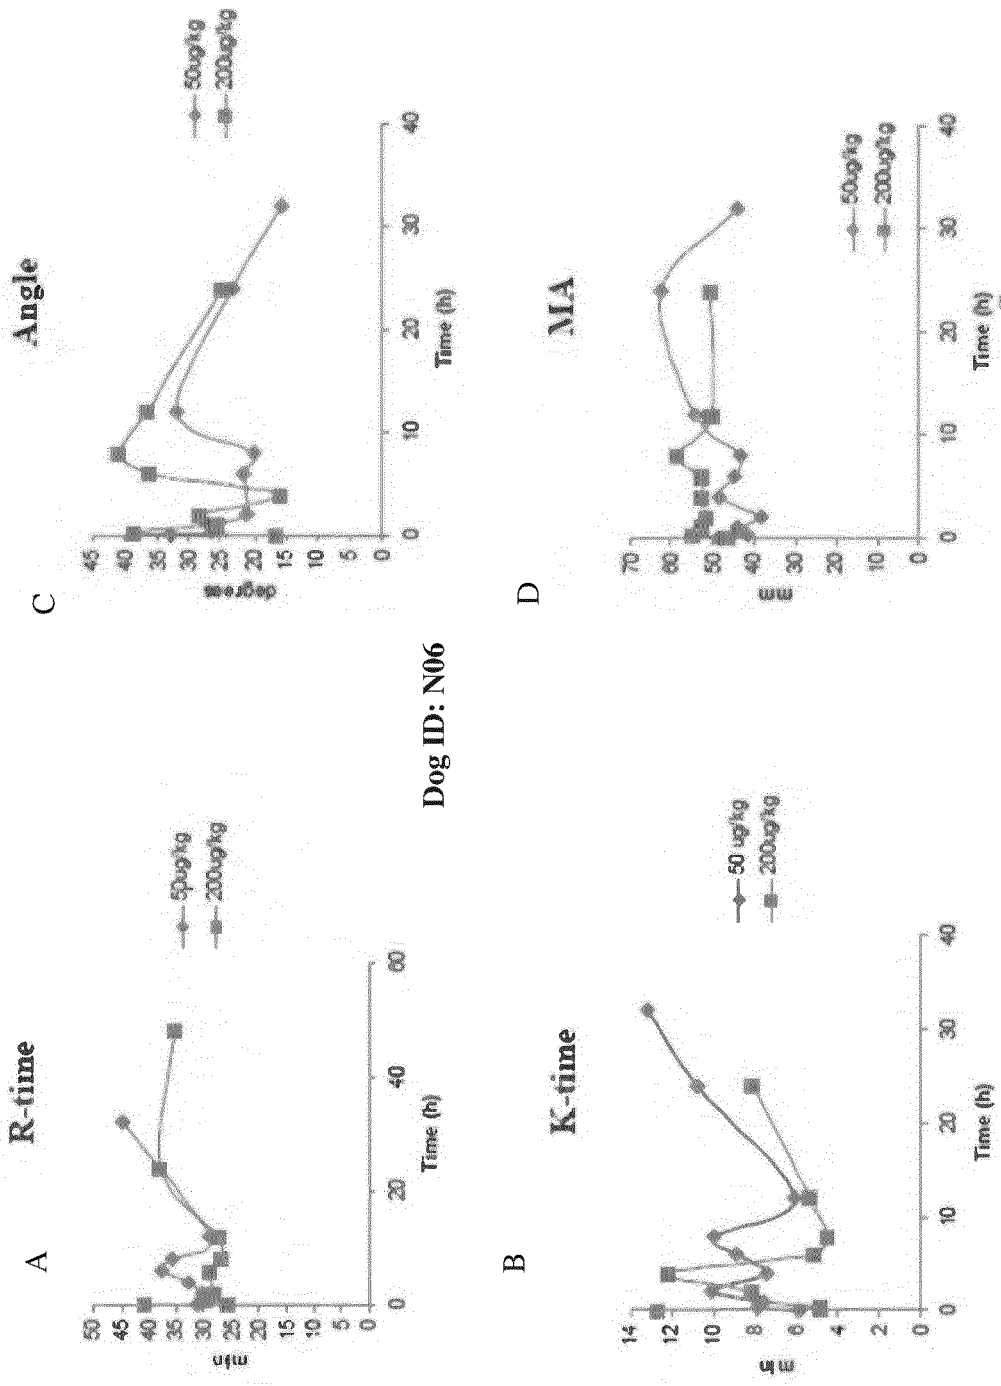 A
R-time
50
45
40
35
30
25
20
15
10
5
0
min
0
20
40
60
Time (h)
50ug/kg
200ug/kg
C
Angle
45
40
35
30
25
20
15
10
5
0
degrees
0
10
20
30
40
Time (h)
50ug/kg
200ug/kg
Dog ID: N06
B
K-time
14
12
10
8
6
4
2
0
min
0
10
20
30
40
Time (h)
50 ug/kg
200ug/kg
D
MA
70
60
50
40
30
20
10
0
mm
0
10
20
30
40
Time (h)
50ug/kg
200ug/kg